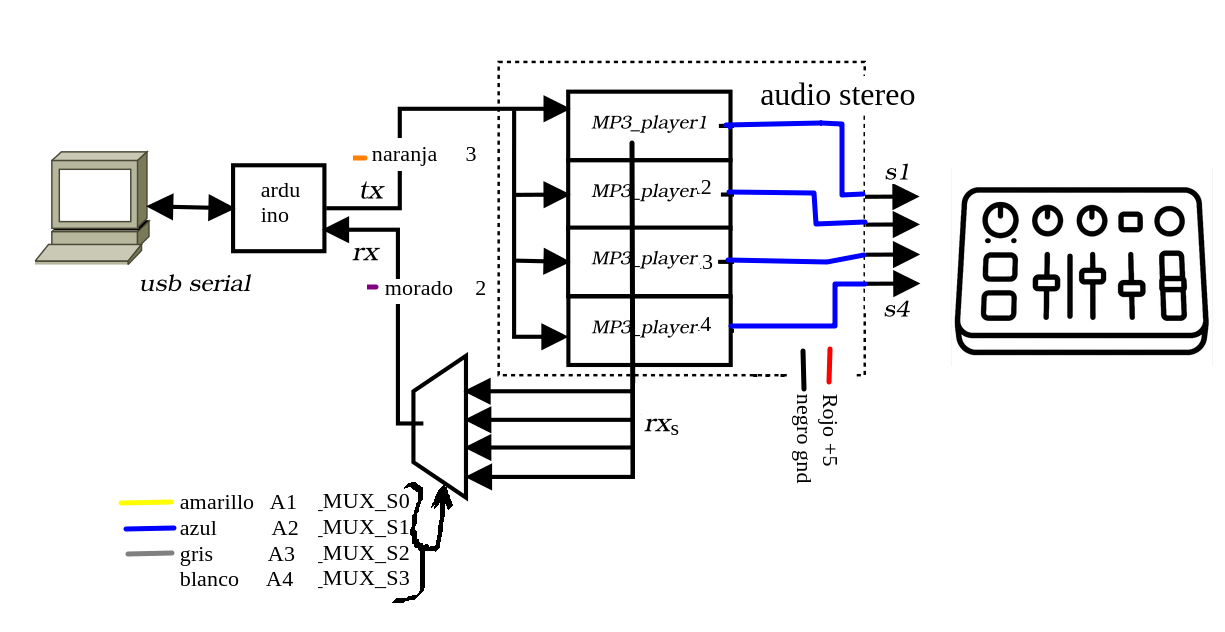 audio stereo
MP3_player1
naranja 3
tx
ardu
ino
s1
MP3_player.2
rx
MP3_player.3
usb serial
morado 2
s4
MP3_player.4
rxs
negro gnd
Rojo +5
amarillo A1 _MUX_S0
azul A2 _MUX_S1
gris A3 _MUX_S2
blanco A4 _MUX_S3